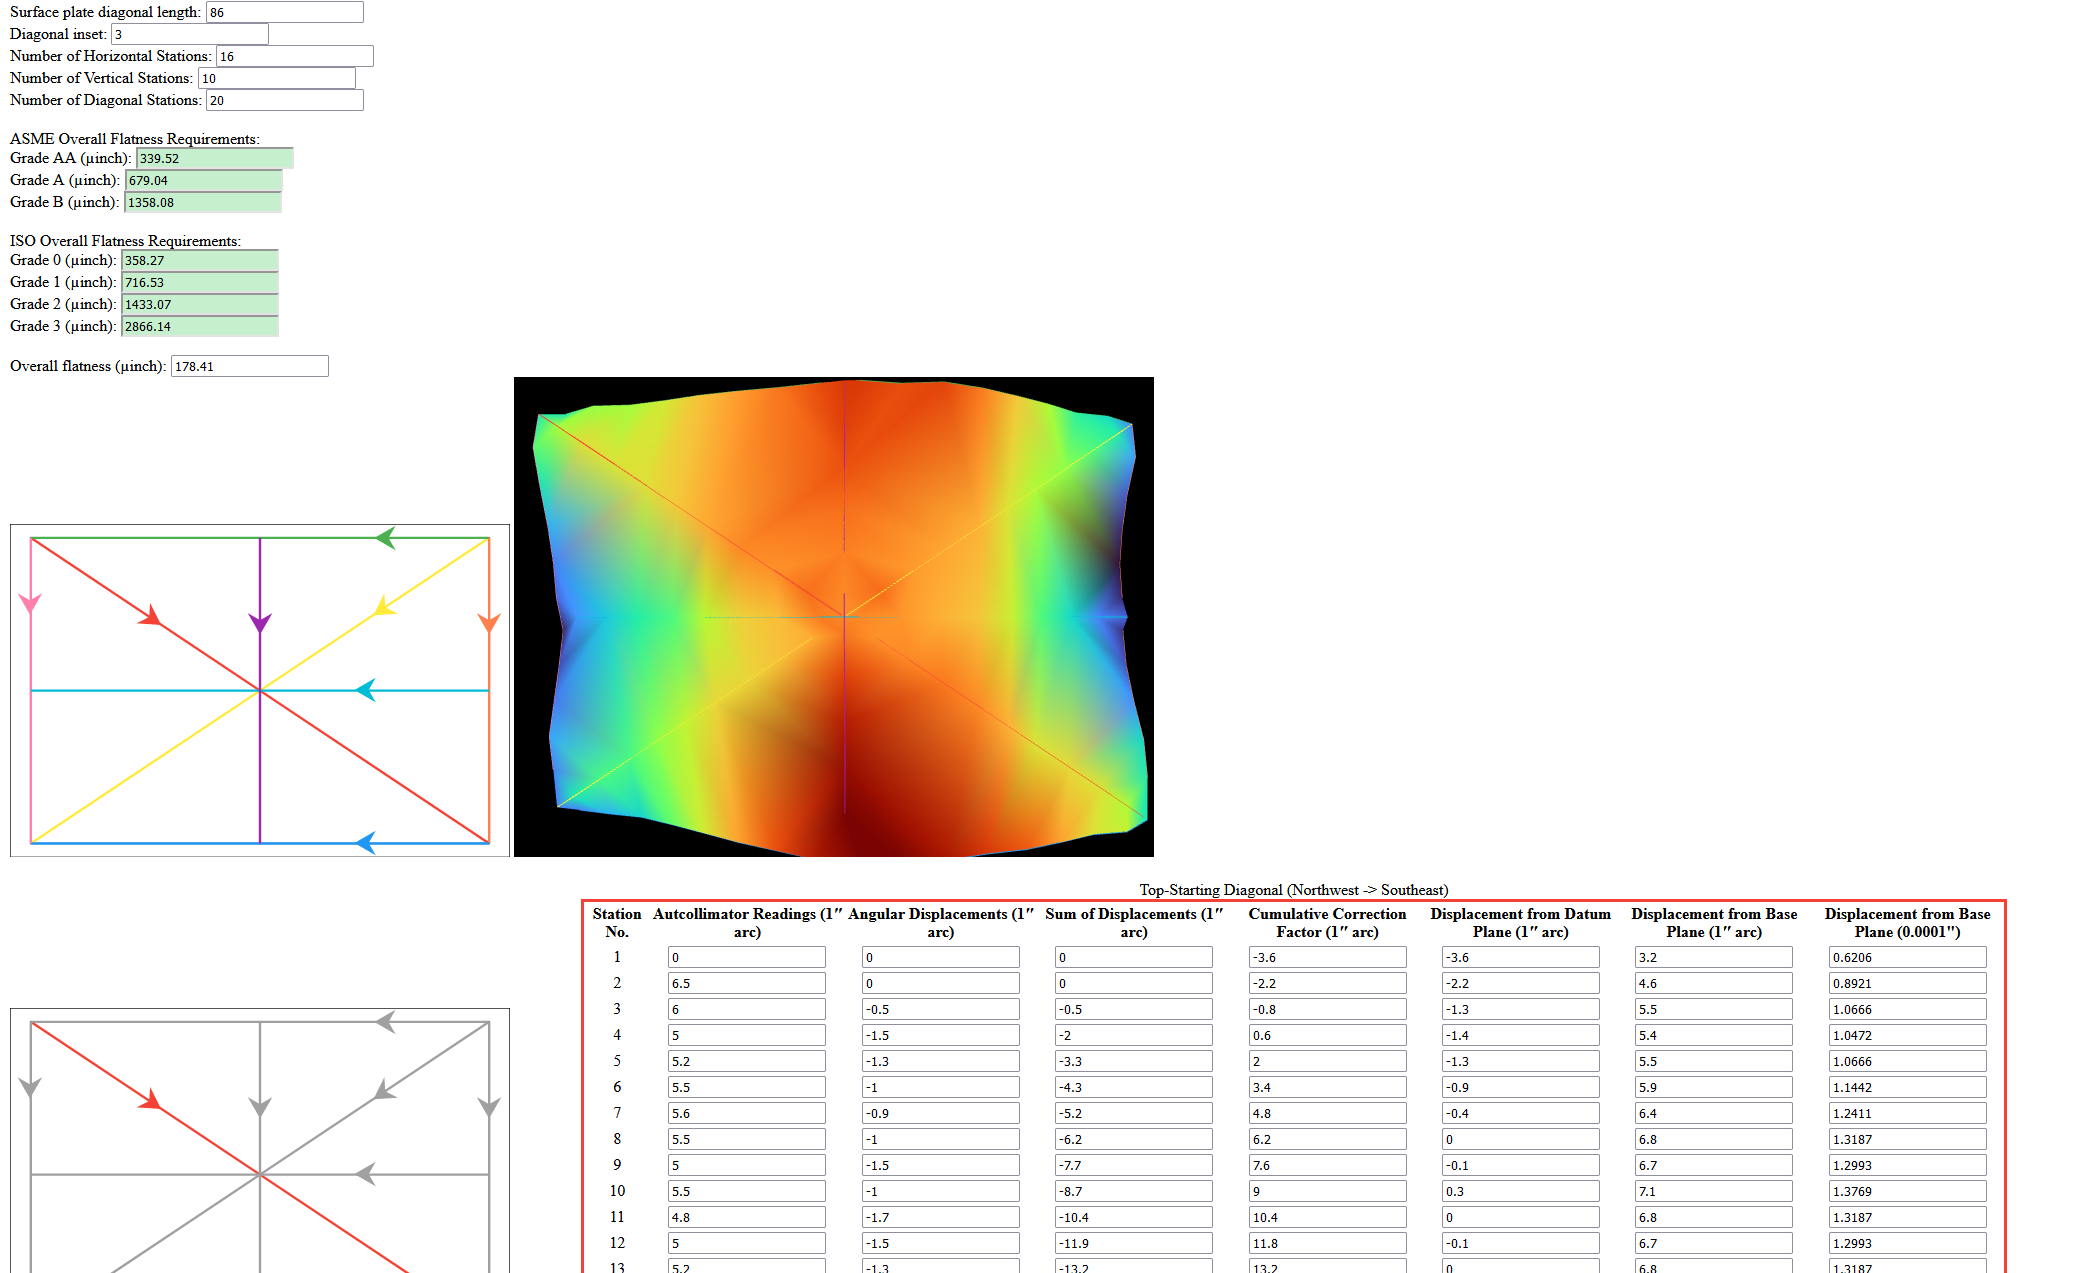 Surface plate diagonal length: 86
Diagonal inset: 3
Number of Horizontal Stations: 16
Number of Vertical Stations: 10
Number of Diagonal Stations: 20
ASME Overall Flatness Requirements:
Grade AA (µinch): 339.52
Grade A (µinch): 679.04
Grade B (µinch): 1358.08
ISO Overall Flatness Requirements:
Grade 0 (µinch): 358.27
Grade 1 (µinch): 716.53
Grade 2 (µinch): 1433.07
Grade 3 (µinch): 2866.14
Overall flatness (µinch): 178.41
Top-Starting Diagonal (Northwest -> Southeast)
Station Autcollimator Readings (1″ Angular Displacements (1″ Sum of Displacements (1″ Cumulative Correction Displacement from Datum Displacement from Base Displacement from Base
No. arc) arc) arc) Factor (1″ arc) Plane (1″ arc) Plane (1″ arc) Plane (0.0001")
1 0 0 0 -3.6 -3.6 3.2 0.6206
2 6.5 0 0 -2.2 -2.2 4.6 0.8921
3 6 -0.5 -0.5 -0.8 -1.3 5.5 1.0666
4 5 -1.5 -2 0.6 -1.4 5.4 1.0472
5 5.2 -1.3 -3.3 2 -1.3 5.5 1.0666
6 5.5 -1 -4.3 3.4 -0.9 5.9 1.1442
7 5.6 -0.9 -5.2 4.8 -0.4 6.4 1.2411
8 5.5 -1 -6.2 6.2 0 6.8 1.3187
9 5 -1.5 -7.7 7.6 -0.1 6.7 1.2993
10 5.5 -1 -8.7 9 0.3 7.1 1.3769
11 4.8 -1.7 -10.4 10.4 0 6.8 1.3187
12 5 -1.5 -11.9 11.8 -0.1 6.7 1.2993
13 5.2 -1.3 -13.2 13.2 0 6.8 1.3187